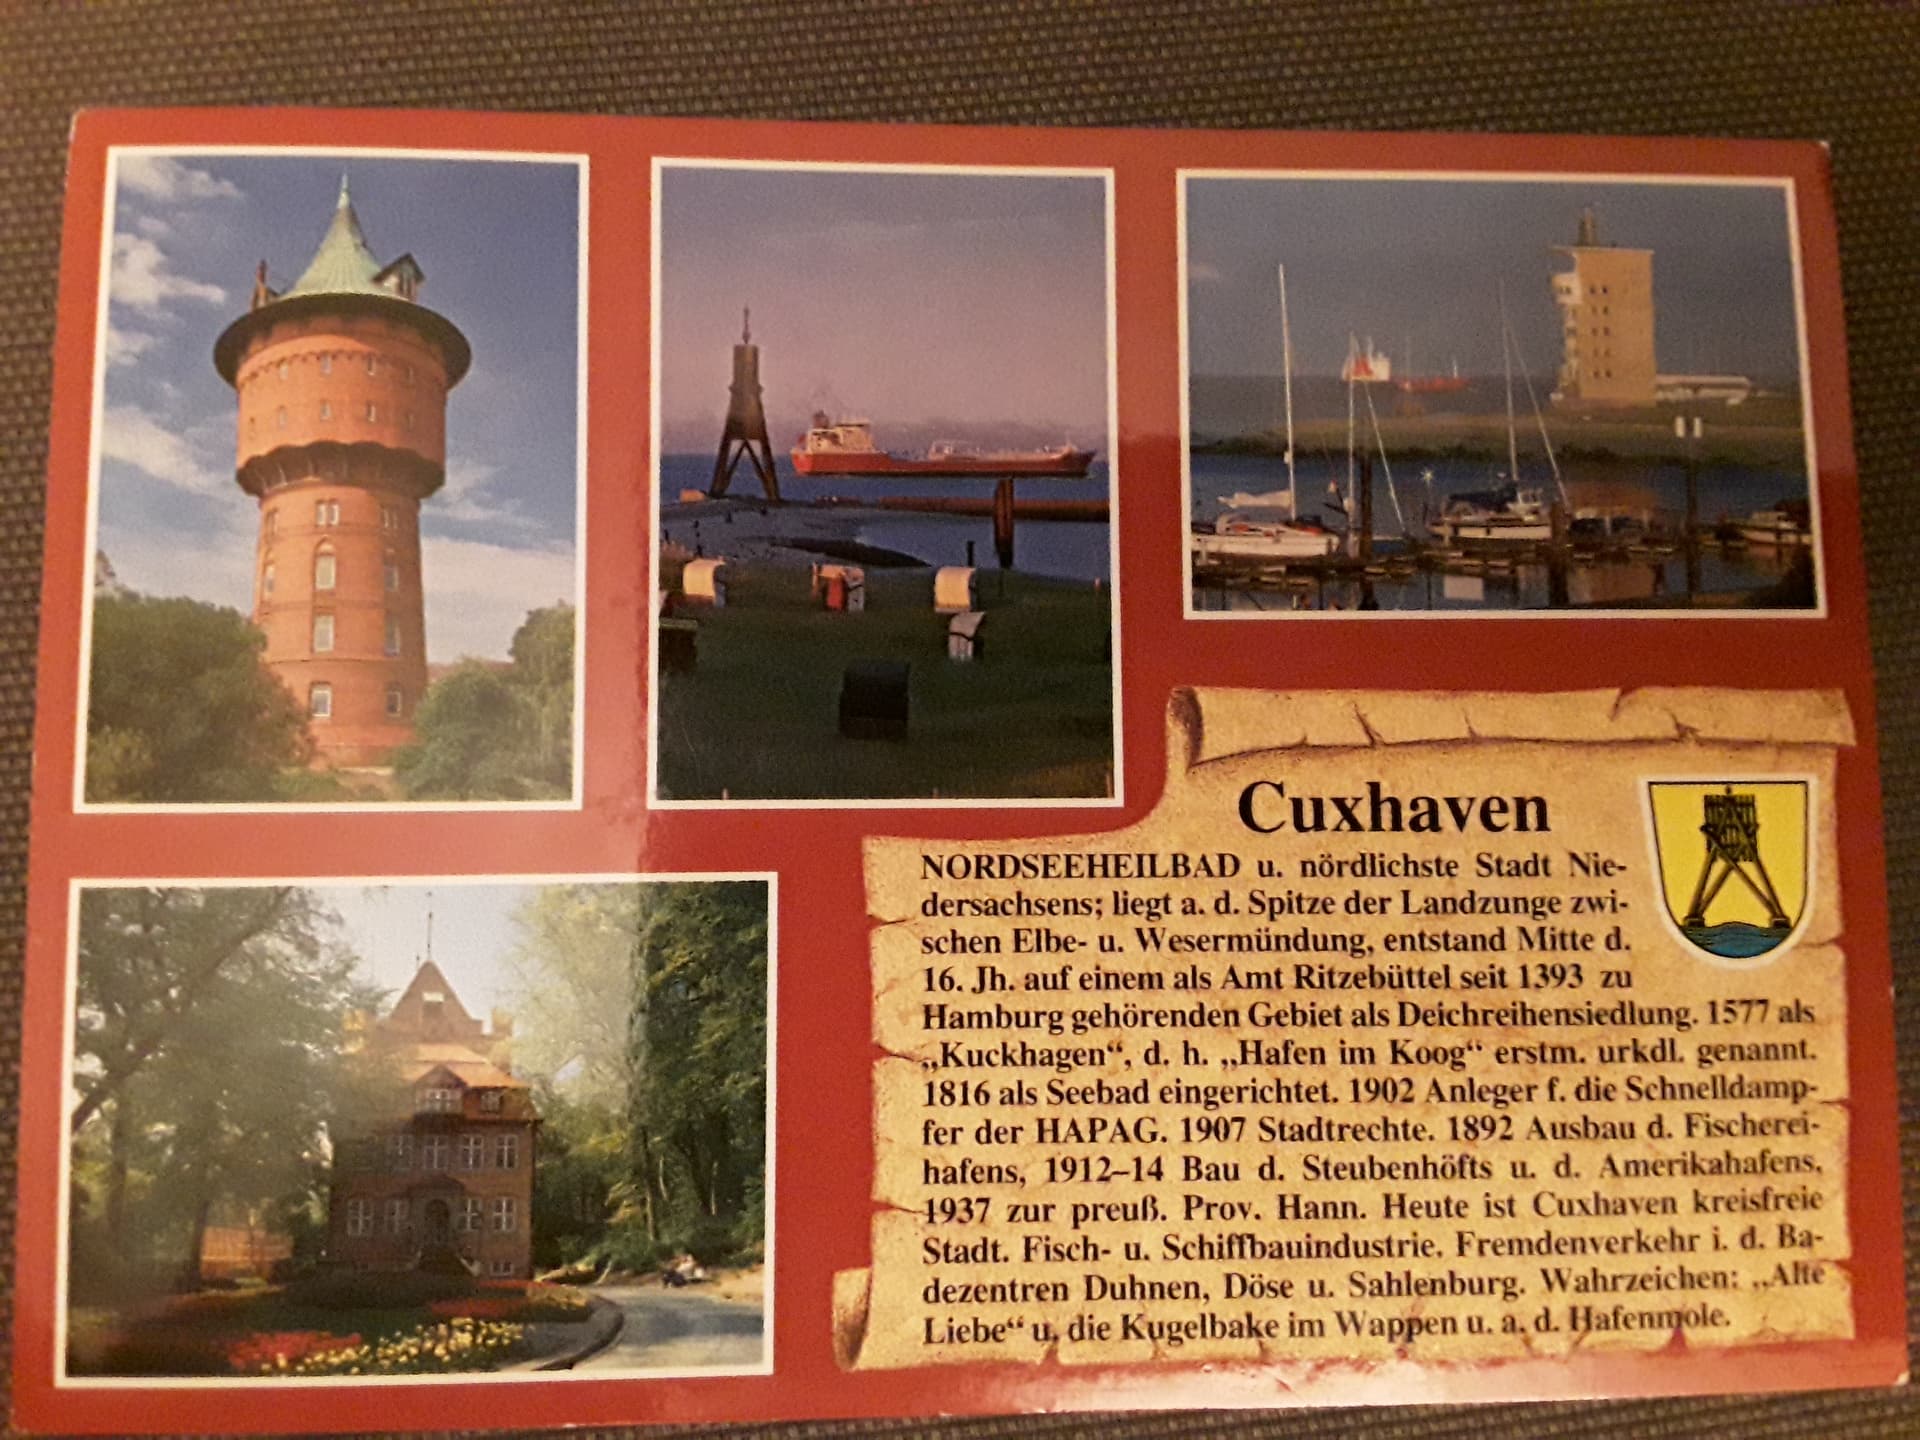 Cuxhaven
NORDSEEHEILBAD u. nördlichste Stadt Nie-
dersachsens; liegt a. d. Spitze der Landzunge zwi-
schen Elbe- u. Wesermündung, entstand Mitte d.
16. Jh. auf einem als Amt Ritzebüttel seit 1393 zu
Hamburg gehörenden Gebiet als Deichreihensiedlung. 1577 als
„Kuckhagen“, d. h. „Hafen im Koog“ erstm. urkdl. genannt.
1816 als Seebad eingerichtet. 1902 Anleger f. die Schnelldamp-
fer der HAPAG. 1907 Stadtrechte. 1892 Ausbau d. Fischerei-
hafens, 1912–14 Bau d. Steubenhöfts u. d. Amerikahafens,
1937 zur preuß. Prov. Hann. Heute ist Cuxhaven kreisfreie
Stadt. Fisch- u. Schiffbauindustrie. Fremdenverkehr i. d. Ba-
dezentren Duhnen, Döse u. Sahlenburg. Wahrzeichen: „Alte
Liebe“ u. die Kugelbake im Wappen u. a. d. Hafenmole.